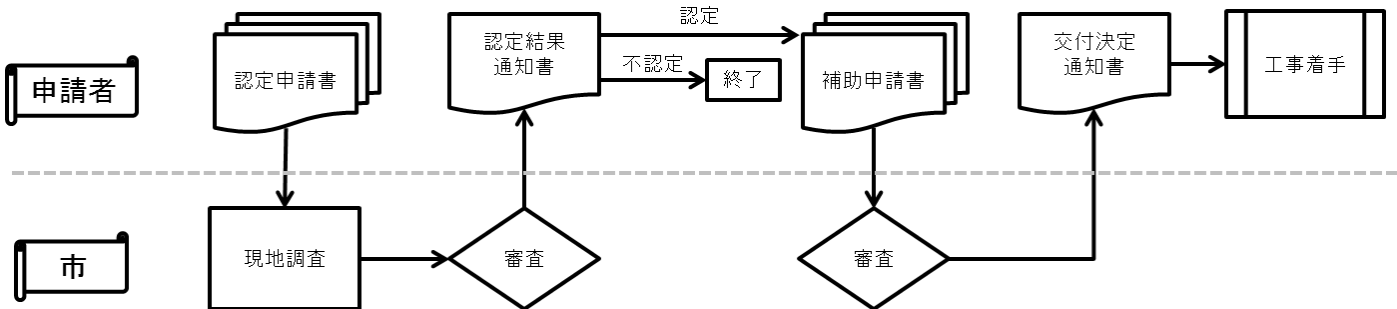 申請者
認定申請書
認定結果
通知書
認定
不認定
終了
補助申請書
交付決定
通知書
工事着手
市
現地調査
審査
審査